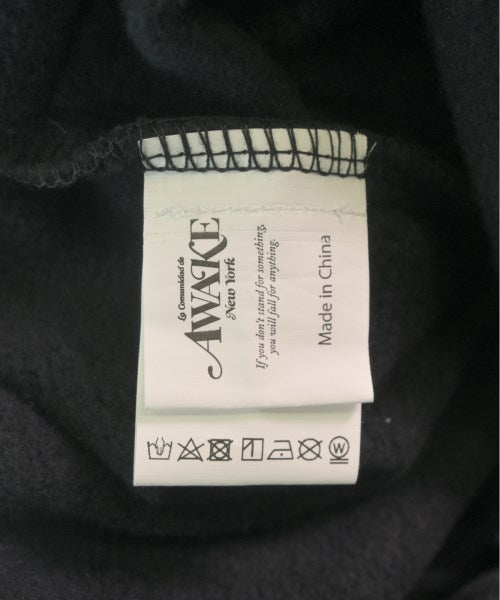 La Comunidad de
AWAKE
New York
If you don't stand for something,
you will fall for anything.
Made in China
W